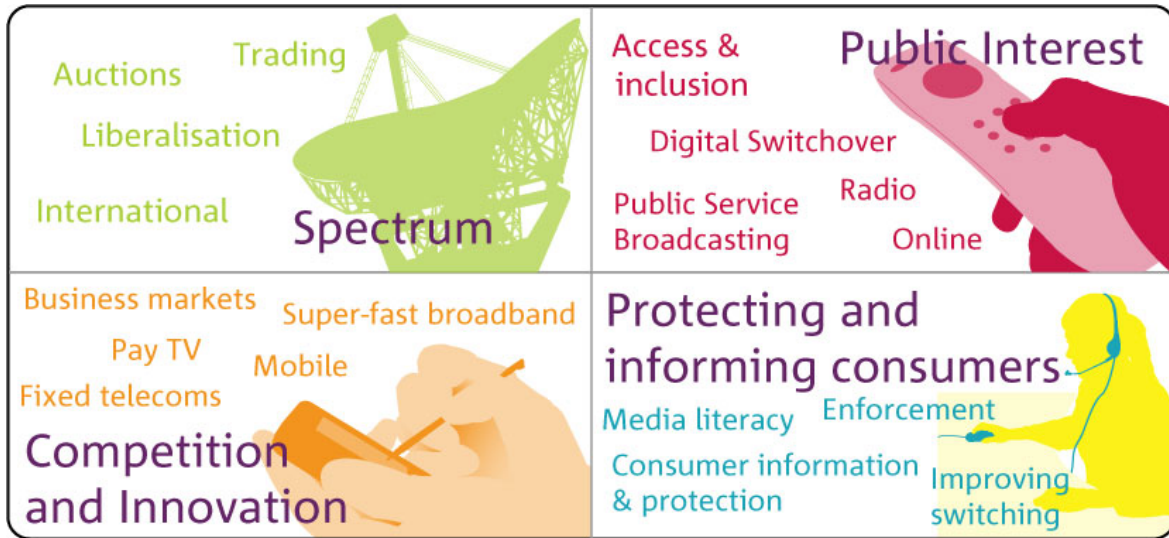 Trading
Auctions
Liberalisation
International
Spectrum
Public Interest
Access &
inclusion
Digital Switchover
Radio
Public Service
Broadcasting
Online
Business markets
Super-fast broadband
Pay TV
Mobile
Fixed telecoms
Competition
and Innovation
Protecting and
informing consumers
Media literacy
Enforcement
Consumer information
& protection
Improving
switching